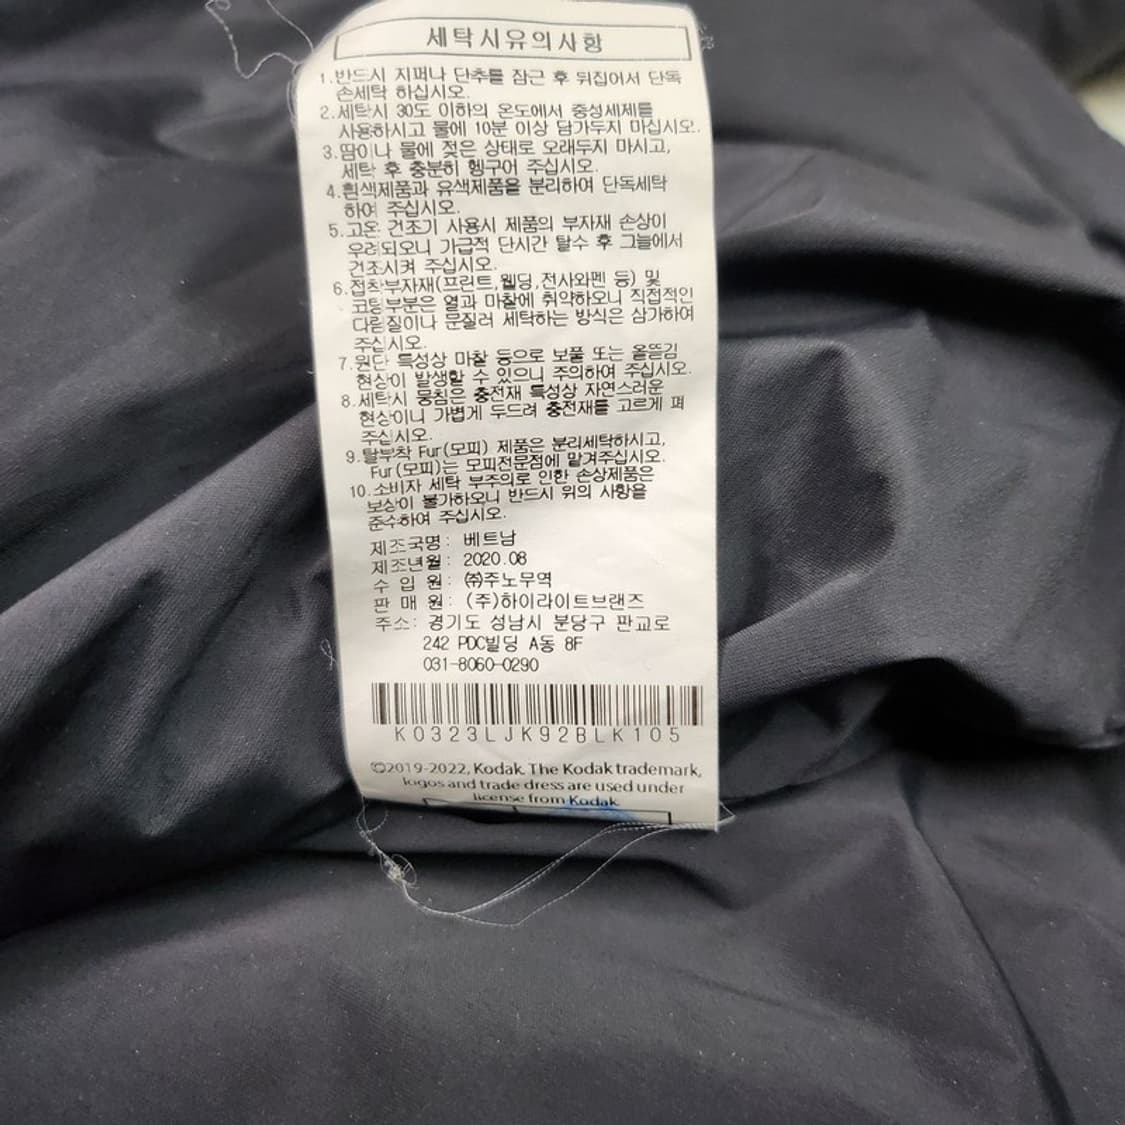 세탁시유의사항
1.반드시 지퍼나 단추를 잠근 후 뒤집어서 단독
손세탁 하십시오.
2.세탁시 30도 이하의 온도에서 중성세제를
사용하시고 물에 10분 이상 담가두지 마십시오.
3.땀이나 물에 젖은 상태로 오래두지 마시고,
세탁 후 충분히 헹구어 주십시오.
4.흰색제품과 유색제품을 분리하여 단독세탁
하여 주십시오.
5.고온 건조기 사용시 제품의 부자재 손상이
우려되오니 가급적 단시간 탈수 후 그늘에서
건조시켜 주십시오.
6.접착부자재(프린트,웰딩,전사와펜 등) 및
코팅부분은 열과 마찰에 취약하오니 직접적인
다림질이나 문질러 세탁하는 방식은 삼가하여
주십시오.
7.원단 특성상 마찰 등으로 보풀 또는 올뜯김
현상이 발생할 수 있으니 주의하여 주십시오.
8.세탁시 뭉침은 충전재 특성상 자연스러운
현상이니 가볍게 두드려 충전재를 고르게 펴
주십시오.
9.탈부착 Fur(모피) 제품은 분리세탁하시고,
Fur(모피)는 모피전문점에 맡겨주십시오.
10.소비자 세탁 부주의로 인한 손상제품은
보상이 불가하오니 반드시 위의 사항을
준수하여 주십시오.
제조국명: 베트남
제조년월: 2020.08
수 입 원: ㈜주노무역
판 매 원: (주)하이라이트브랜즈
주소: 경기도 성남시 분당구 판교로
242 PDC빌딩 A동 8F
031-8060-0290
K0323LJK92BLK105
©2019-2022, Kodak. The Kodak trademark,
logos and trade dress are used under
license from Kodak